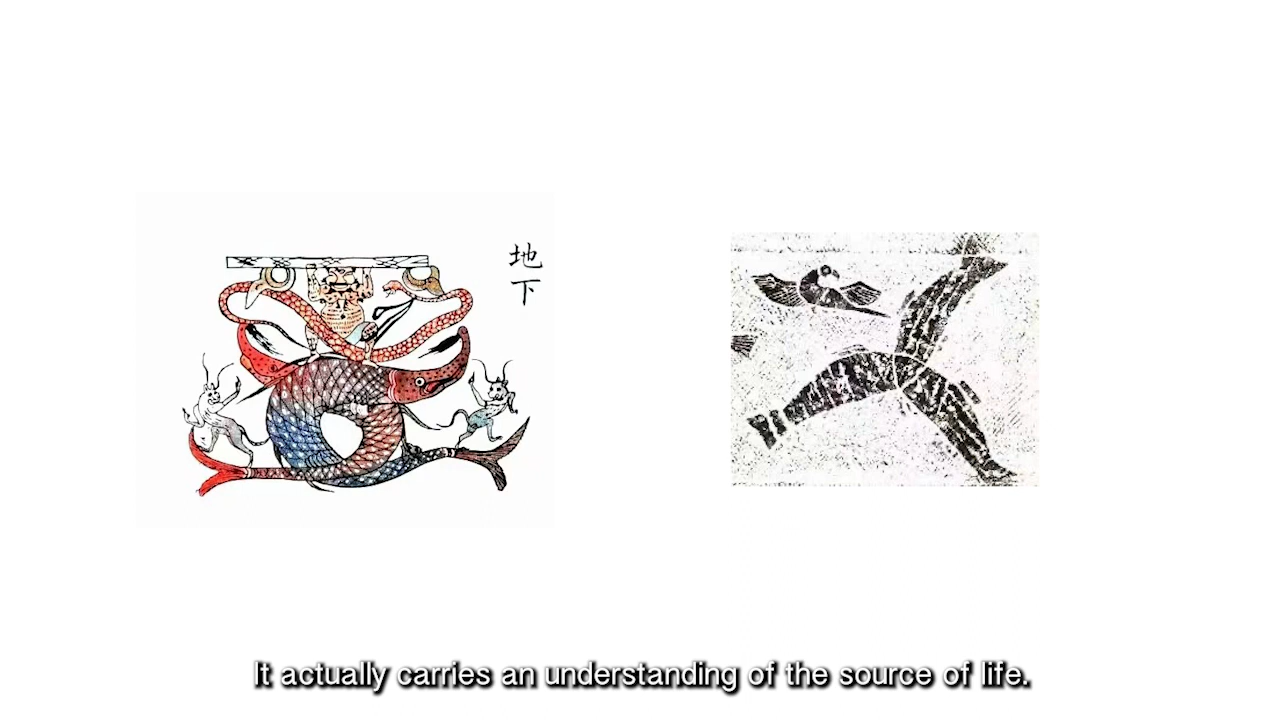 地
下
It actually carries an understanding of the source of life.